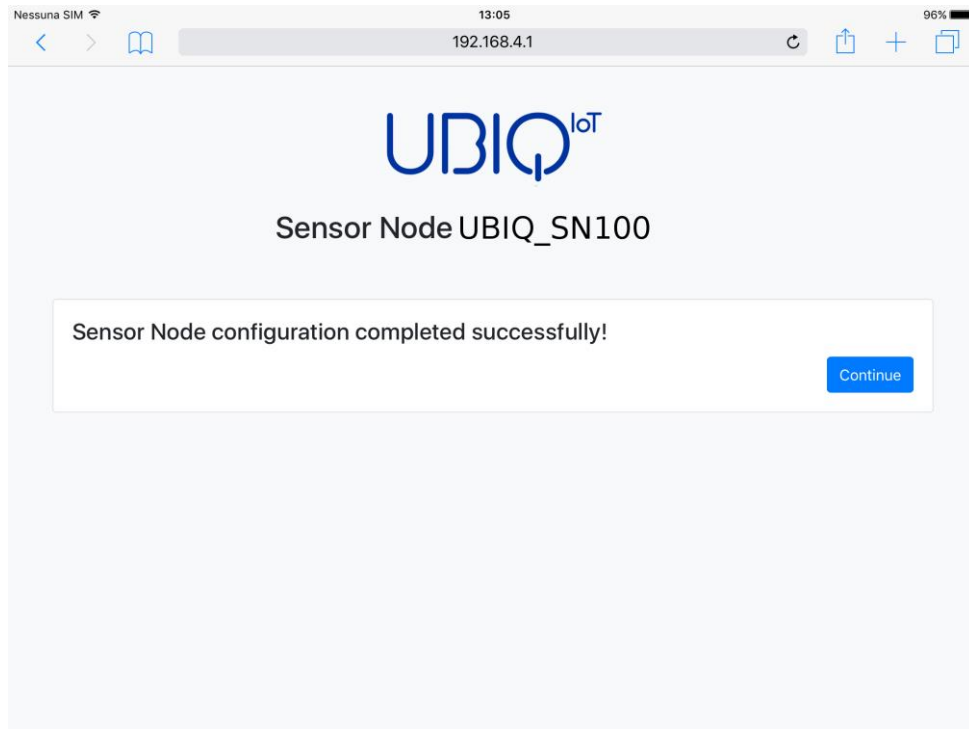 Nessuna SIM 13:05 96%
192.168.4.1
UBIQ IoT
Sensor Node UBIQ_SN100
Sensor Node configuration completed successfully!
Continue